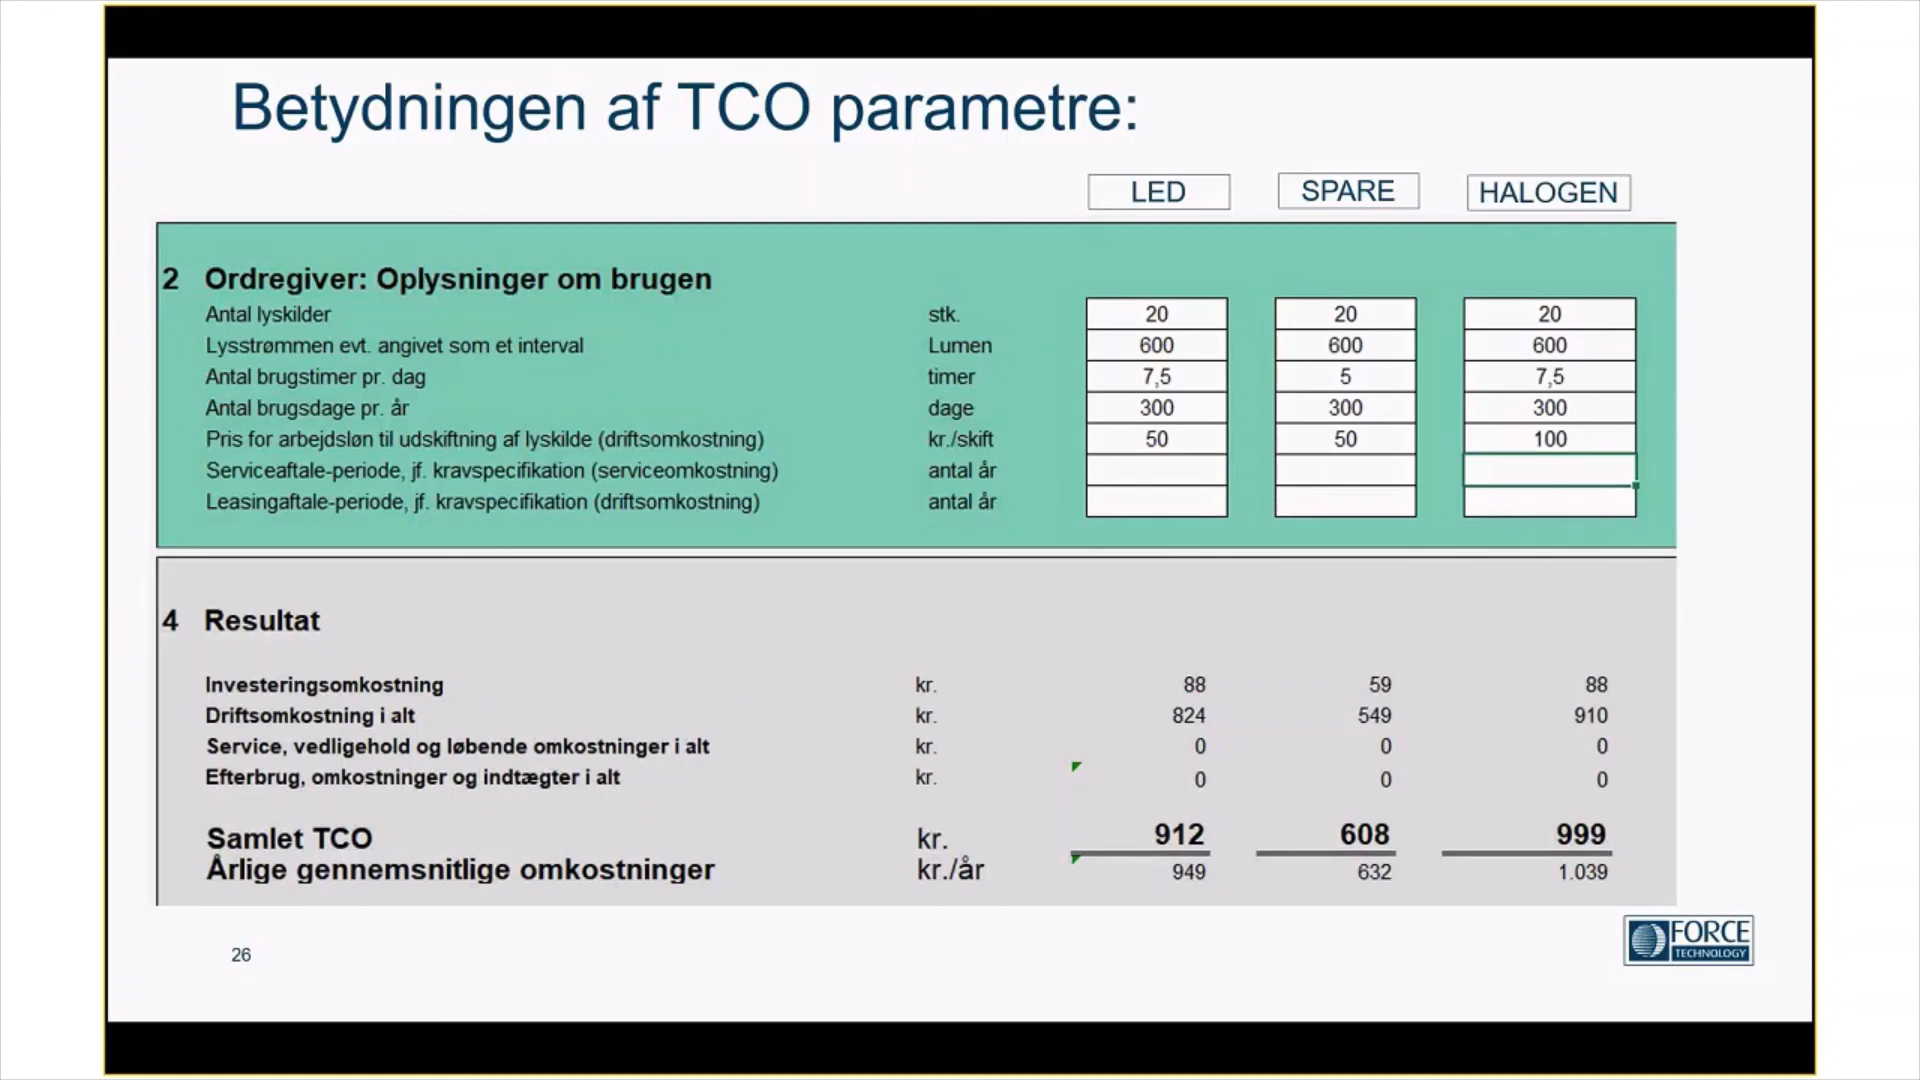 Betydningen af TCO parametre:
LED SPARE HALOGEN
2 Ordregiver: Oplysninger om brugen
Antal lyskilder stk. 20 20 20
Lysstrømmen evt. angivet som et interval Lumen 600 600 600
Antal brugstimer pr. dag timer 7,5 5 7,5
Antal brugsdage pr. år dage 300 300 300
Pris for arbejdsløn til udskiftning af lyskilde (driftsomkostning) kr./skift 50 50 100
Serviceaftale-periode, jf. kravspecifikation (serviceomkostning) antal år
Leasingaftale-periode, jf. kravspecifikation (driftsomkostning) antal år
4 Resultat
Investeringsomkostning kr. 88 59 88
Driftsomkostning i alt kr. 824 549 910
Service, vedligehold og løbende omkostninger i alt kr. 0 0 0
Efterbrug, omkostninger og indtægter i alt kr. 0 0 0
Samlet TCO kr. 912 608 999
Årlige gennemsnitlige omkostninger kr./år 949 632 1.039
26
FORCE
TECHNOLOGY